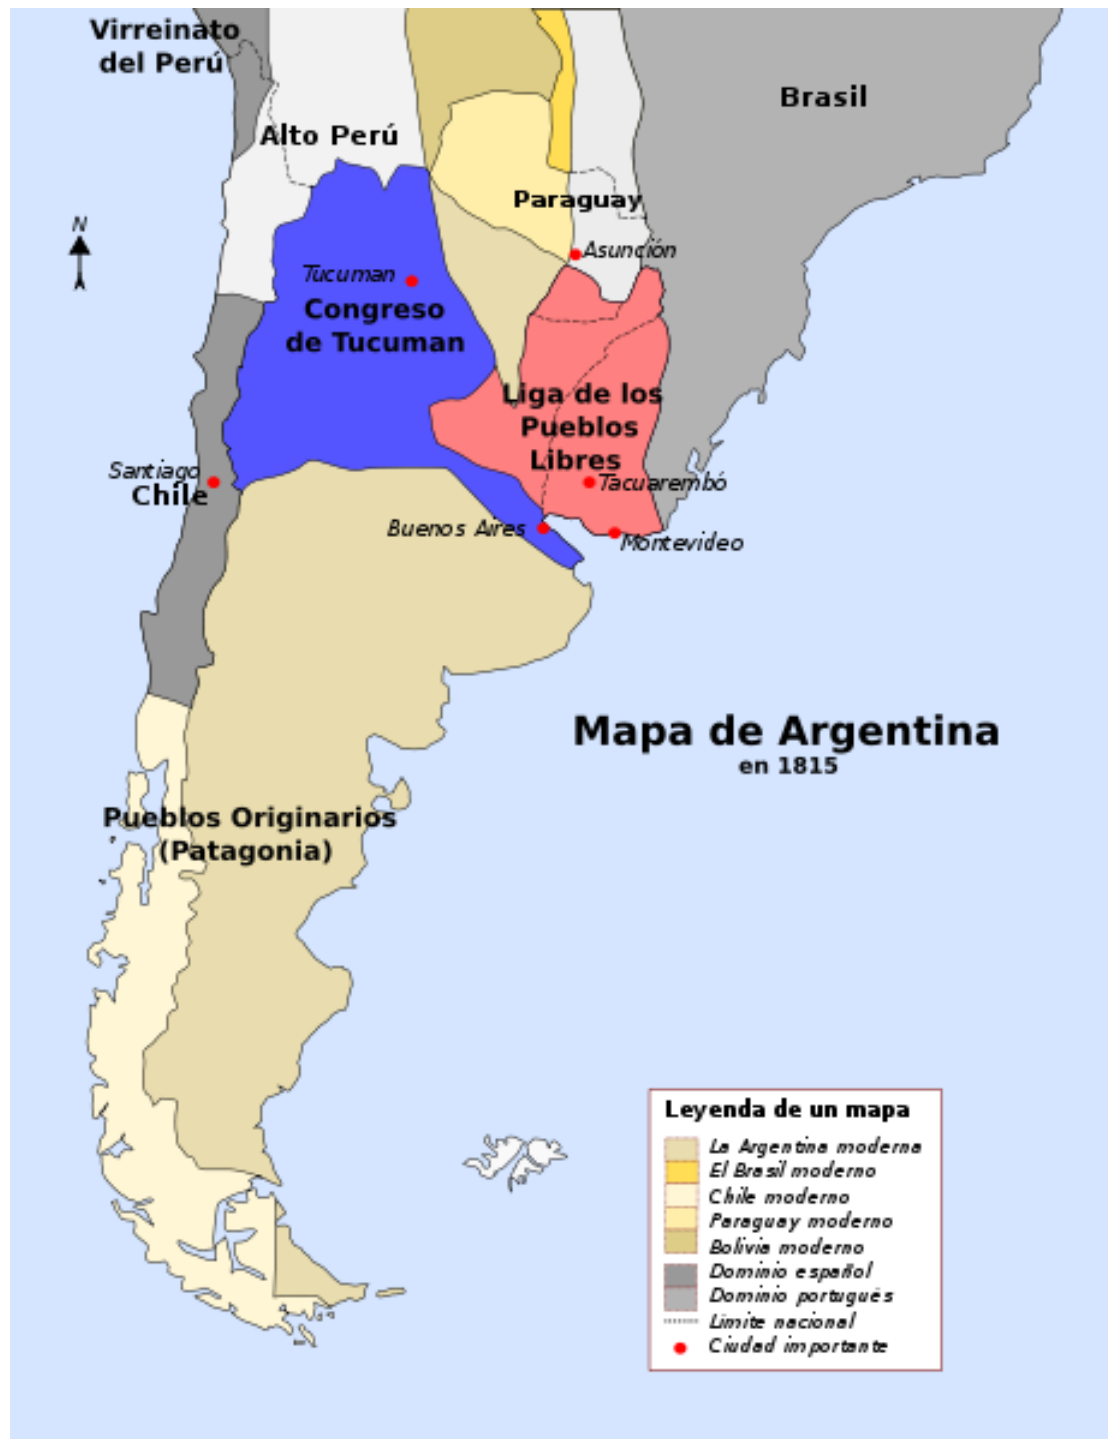 Virreinato
del Perú
Brasil
Alto Perú
Paraguay
N
Asunción
Tucuman
Congreso
de Tucuman
Liga de los
Pueblos
Libres
Santiago
Chile
Tacuarembó
Buenos Aires
Montevideo
Mapa de Argentina
en 1815
Pueblos Originarios
(Patagonia)
Leyenda de un mapa
La Argentina moderna
El Brasil moderno
Chile moderno
Paraguay moderno
Bolivia moderno
Dominio español
Dominio portugués
Límite nacional
Ciudad importante